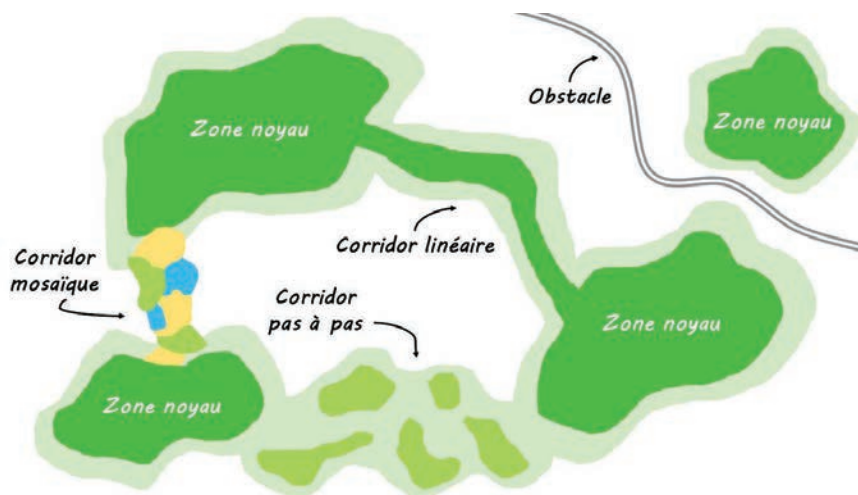 Zone noyau
Obstacle
Zone noyau
Corridor linéaire
Corridor
mosaïque
Corridor
pas à pas
Zone noyau
Zone noyau